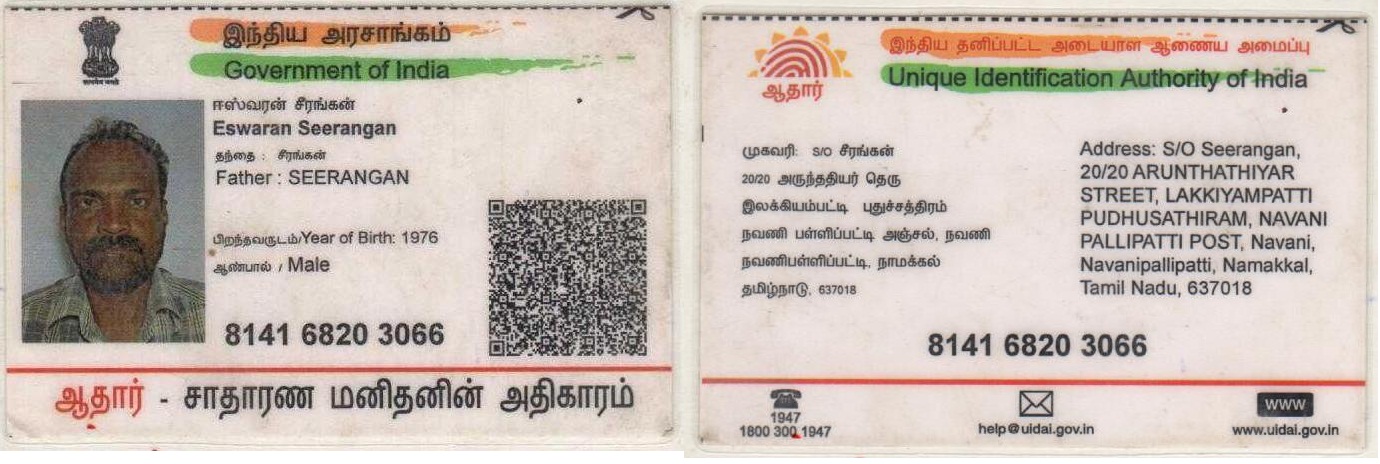 இந்திய அரசாங்கம்
Government of India
ஈஸ்வரன் சீரங்கன்
Eswaran Seerangan
தந்தை : சீரங்கன்
Father : SEERANGAN
பிறந்தவருடம்/Year of Birth: 1976
ஆண்பால் / Male
8141 6820 3066
ஆதார் - சாதாரண மனிதனின் அதிகாரம்
இந்திய தனிப்பட்ட அடையாள ஆணைய அமைப்பு
Unique Identification Authority of India
ஆதார்
முகவரி: S/O சீரங்கன்
20/20 அருந்ததியர் தெரு
இலக்கியம்பட்டி புதுச்சத்திரம்
நவணி பள்ளிப்பட்டி அஞ்சல், நவணி
நவணிபள்ளிப்பட்டி, நாமக்கல்
தமிழ்நாடு, 637018
Address: S/O Seerangan,
20/20 ARUNTHATHIYAR
STREET, LAKKIYAMPATTI
PUDHUSATHIRAM, NAVANI
PALLIPATTI POST, Navani,
Navanipallipatti, Namakkal,
Tamil Nadu, 637018
8141 6820 3066
1947
1800 300 1947
help@uidai.gov.in
WWW
www.uidai.gov.in